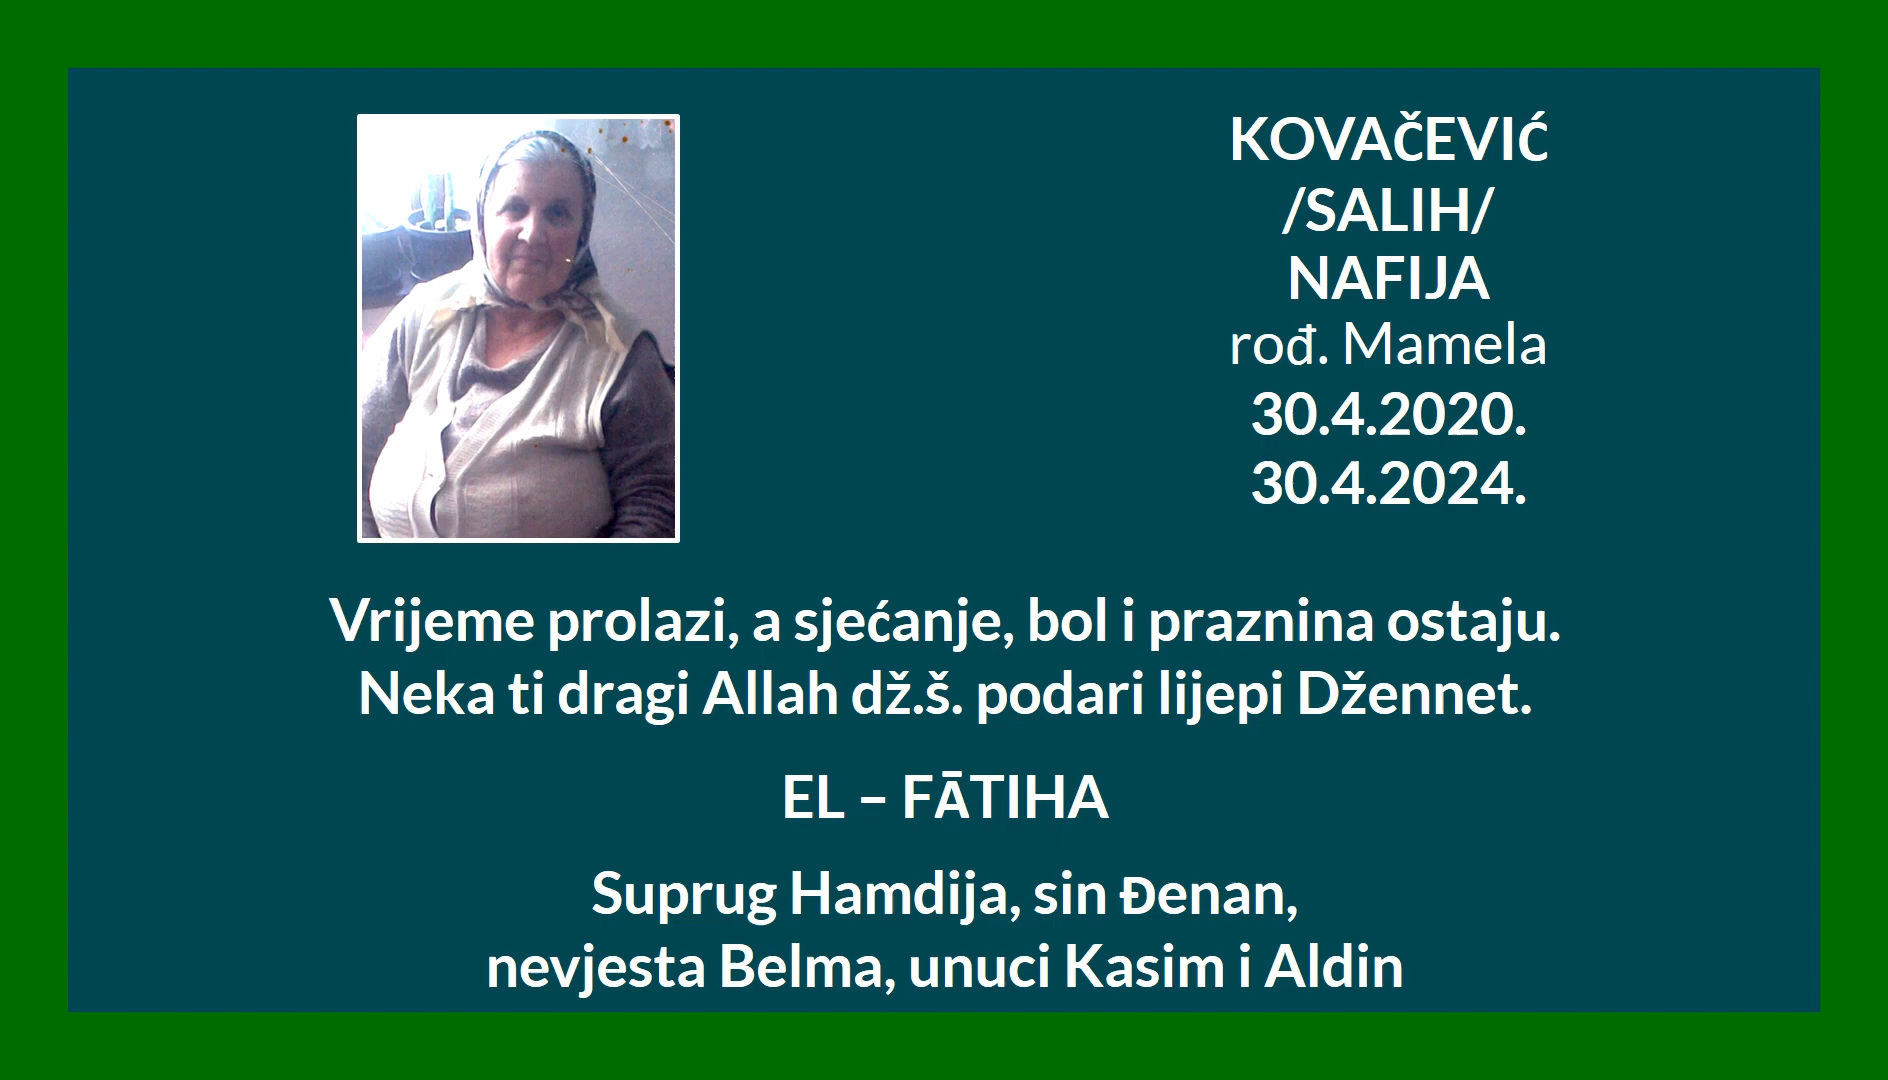 KOVAČEVIĆ
/SALIH/
NAFIJA
rođ. Mamela
30.4.2020.
30.4.2024.
Vrijeme prolazi, a sjećanje, bol i praznina ostaju.
Neka ti dragi Allah dž.š. podari lijepi Džennet.
EL – FĀTIHA
Suprug Hamdija, sin Đenan,
nevjesta Belma, unuci Kasim i Aldin